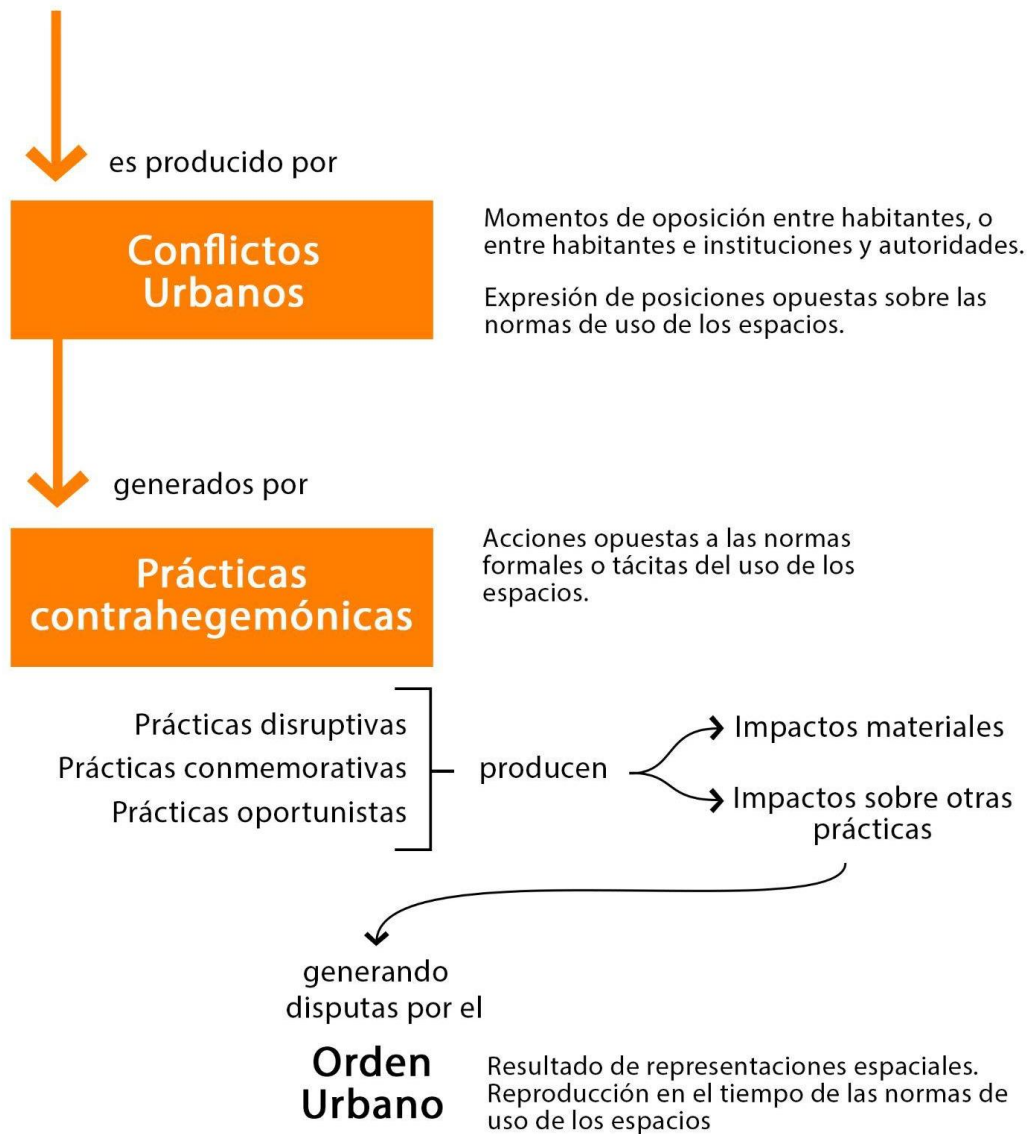 es producido por
Conflictos
Urbanos
Momentos de oposición entre habitantes, o
entre habitantes e instituciones y autoridades.
Expresión de posiciones opuestas sobre las
normas de uso de los espacios.
generados por
Prácticas
contrahegemónicas
Acciones opuestas a las normas
formales o tácitas del uso de los
espacios.
Prácticas disruptivas
Prácticas conmemorativas
Prácticas oportunistas
producen
Impactos materiales
Impactos sobre otras
prácticas
generando
disputas por el
Orden
Urbano
Resultado de representaciones espaciales.
Reproducción en el tiempo de las normas de
uso de los espacios